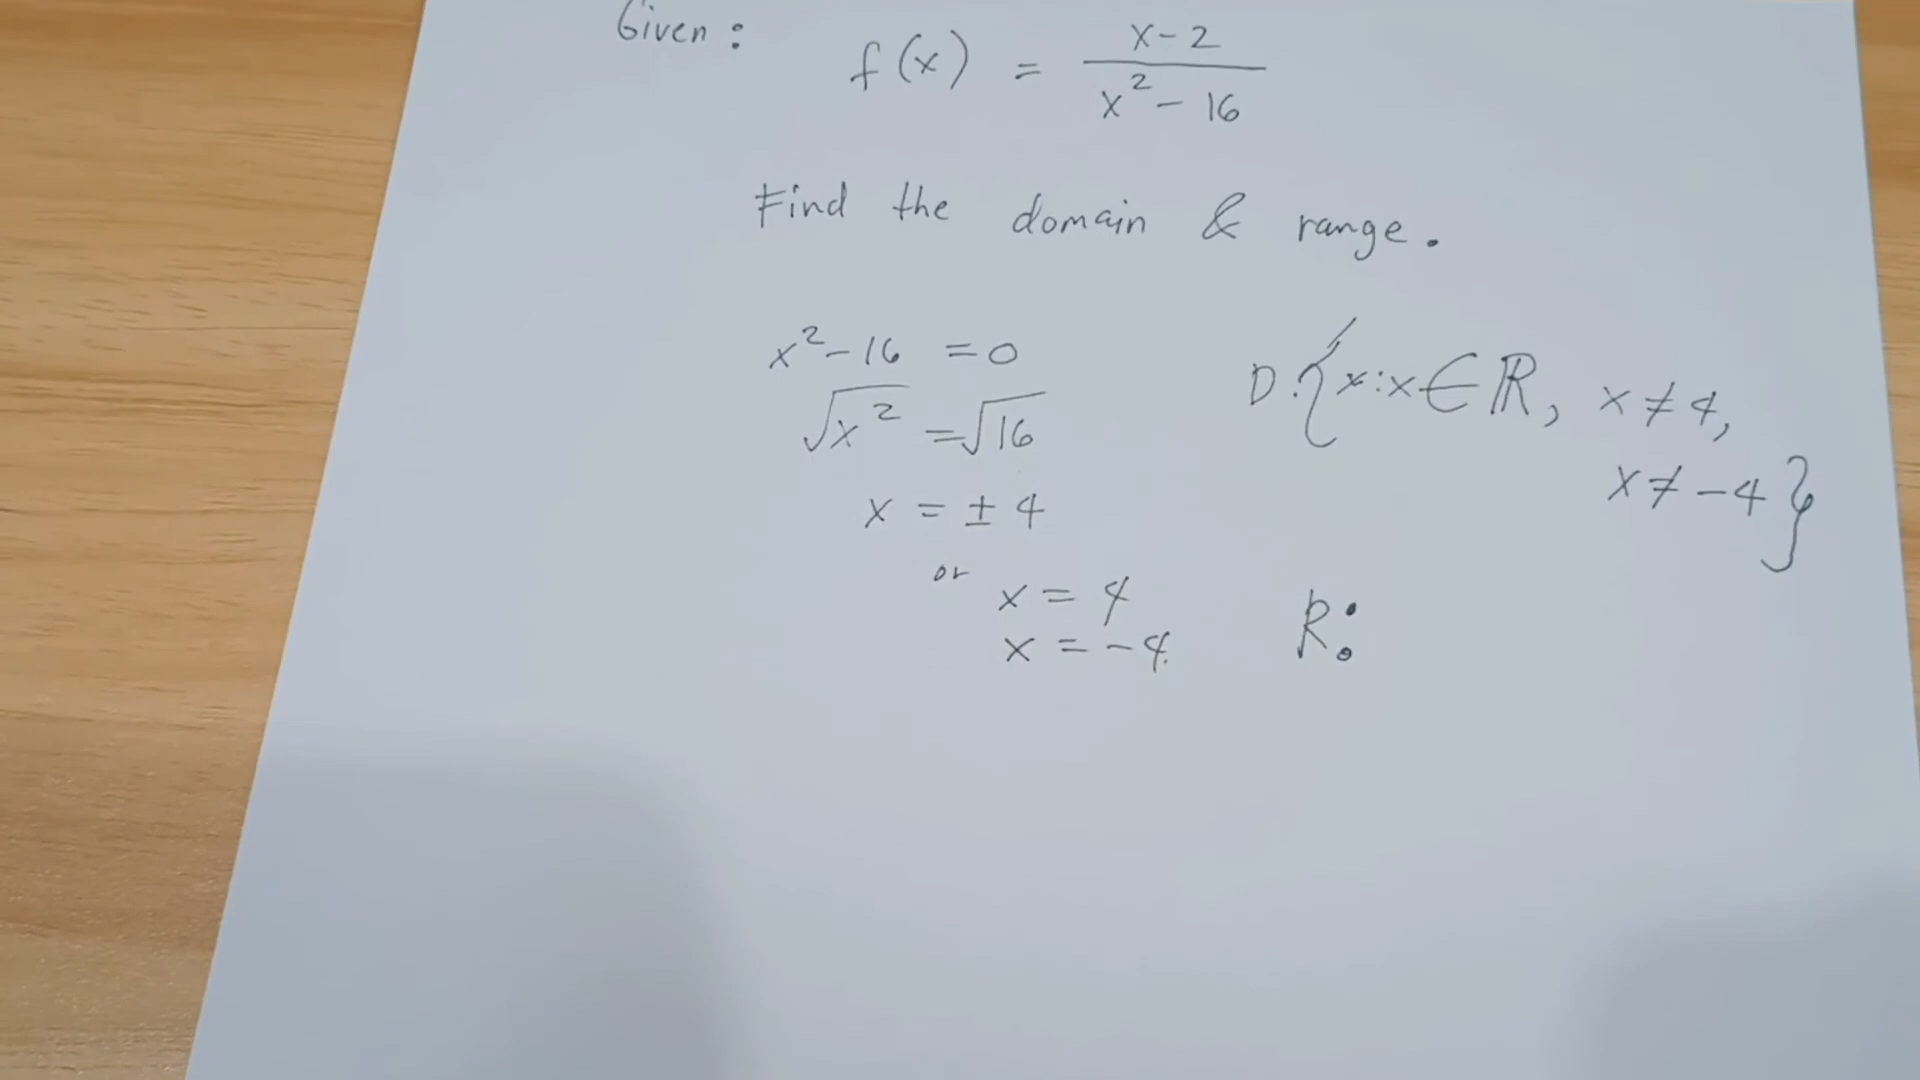 Given: f(x) = x-2 / x² - 16
Find the domain & range.
x² - 16 = 0
√x² = √16
x = ± 4
or x = 4
x = -4
D: {x:x∈ℝ, x≠4,
x≠-4}
R: